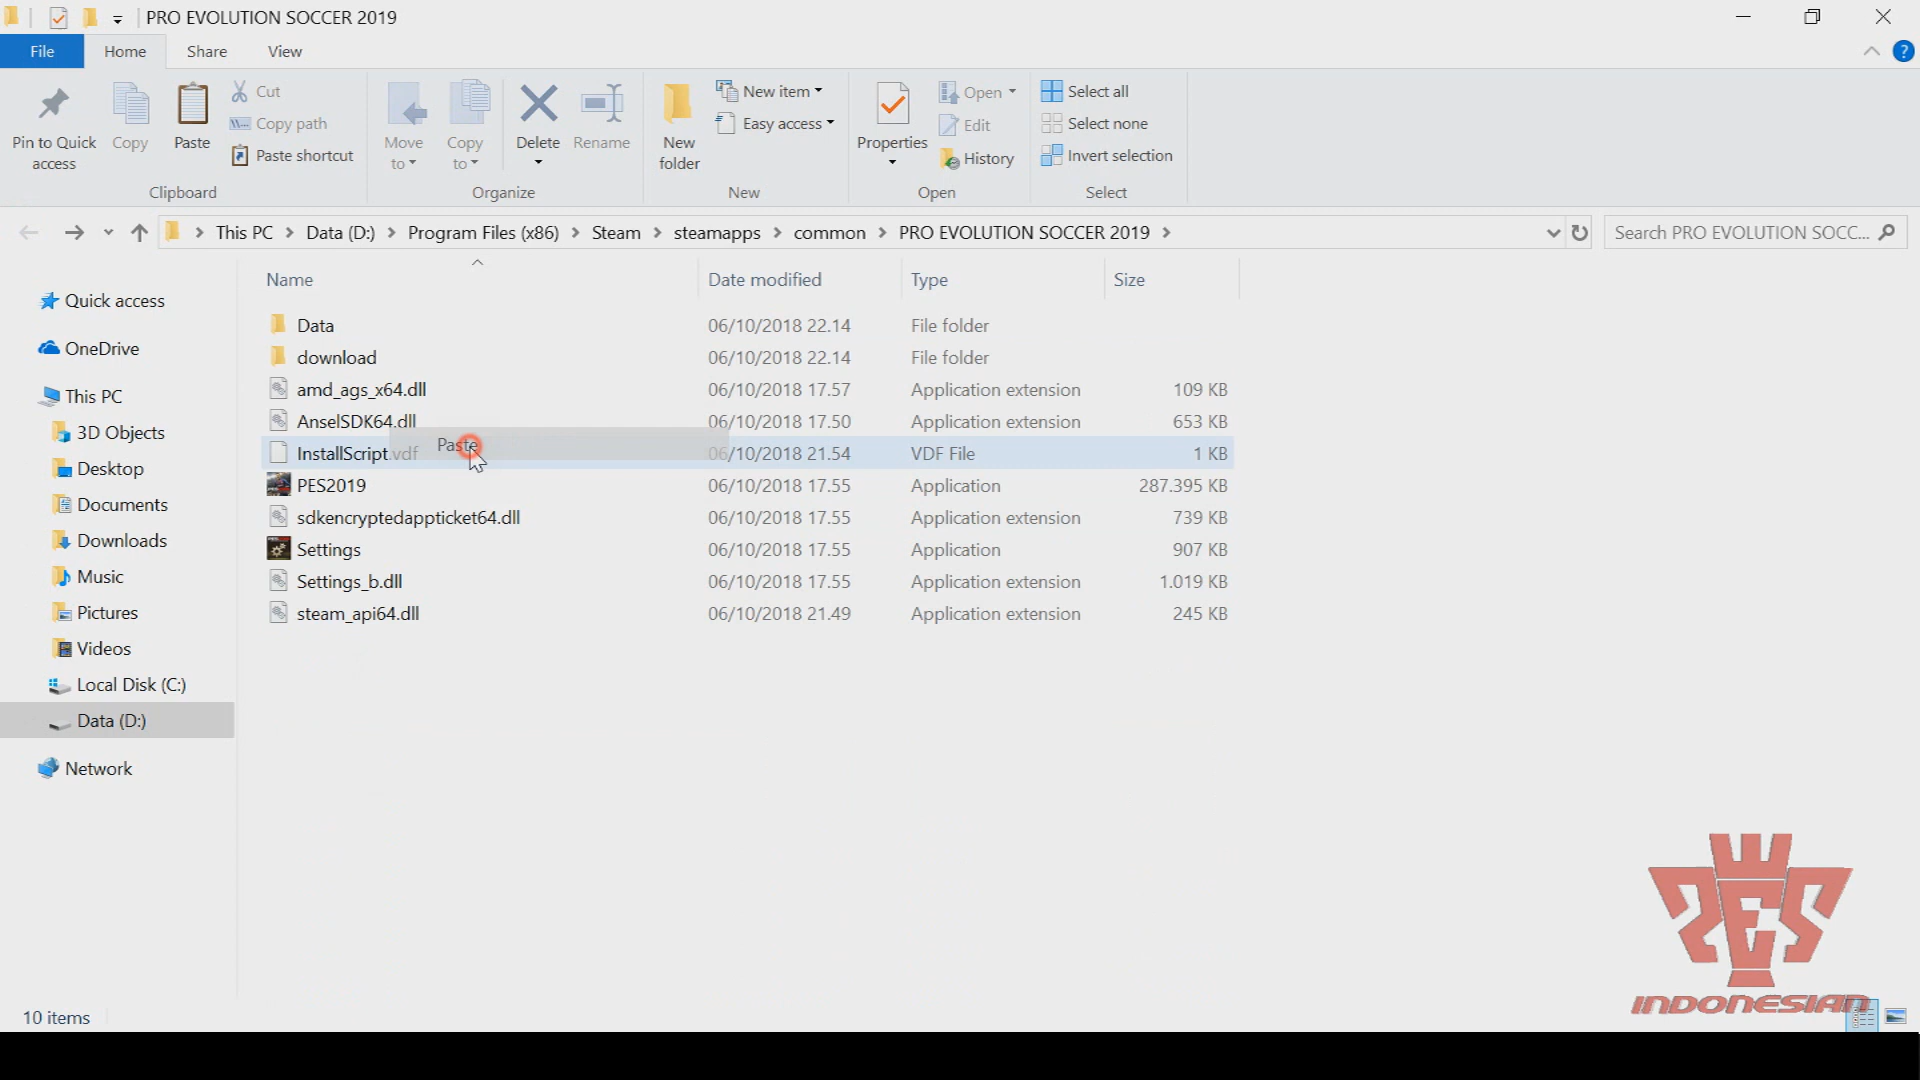 PRO EVOLUTION SOCCER 2019
File Home Share View
Pin to Quick access
Copy
Paste
Cut
Copy path
Paste shortcut
Clipboard
Move to
Copy to
Delete
Rename
Organize
New folder
New item
Easy access
New
Properties
Open
Edit
History
Open
Select all
Select none
Invert selection
Select
This PC Data (D:) Program Files (x86) Steam steamapps common PRO EVOLUTION SOCCER 2019
Search PRO EVOLUTION SOCC...
Quick access
OneDrive
This PC
3D Objects
Desktop
Documents
Downloads
Music
Pictures
Videos
Local Disk (C:)
Data (D:)
Network
Name Date modified Type Size
Data 06/10/2018 22.14 File folder
download 06/10/2018 22.14 File folder
amd_ags_x64.dll 06/10/2018 17.57 Application extension 109 KB
AnselSDK64.dll 06/10/2018 17.50 Application extension 653 KB
Paste
InstallScript.vdf 06/10/2018 21.54 VDF File 1 KB
PES2019 06/10/2018 17.55 Application 287.395 KB
sdkencryptedappticket64.dll 06/10/2018 17.55 Application extension 739 KB
Settings 06/10/2018 17.55 Application 907 KB
Settings_b.dll 06/10/2018 17.55 Application extension 1.019 KB
steam_api64.dll 06/10/2018 21.49 Application extension 245 KB
PES
INDONESIAN
10 items